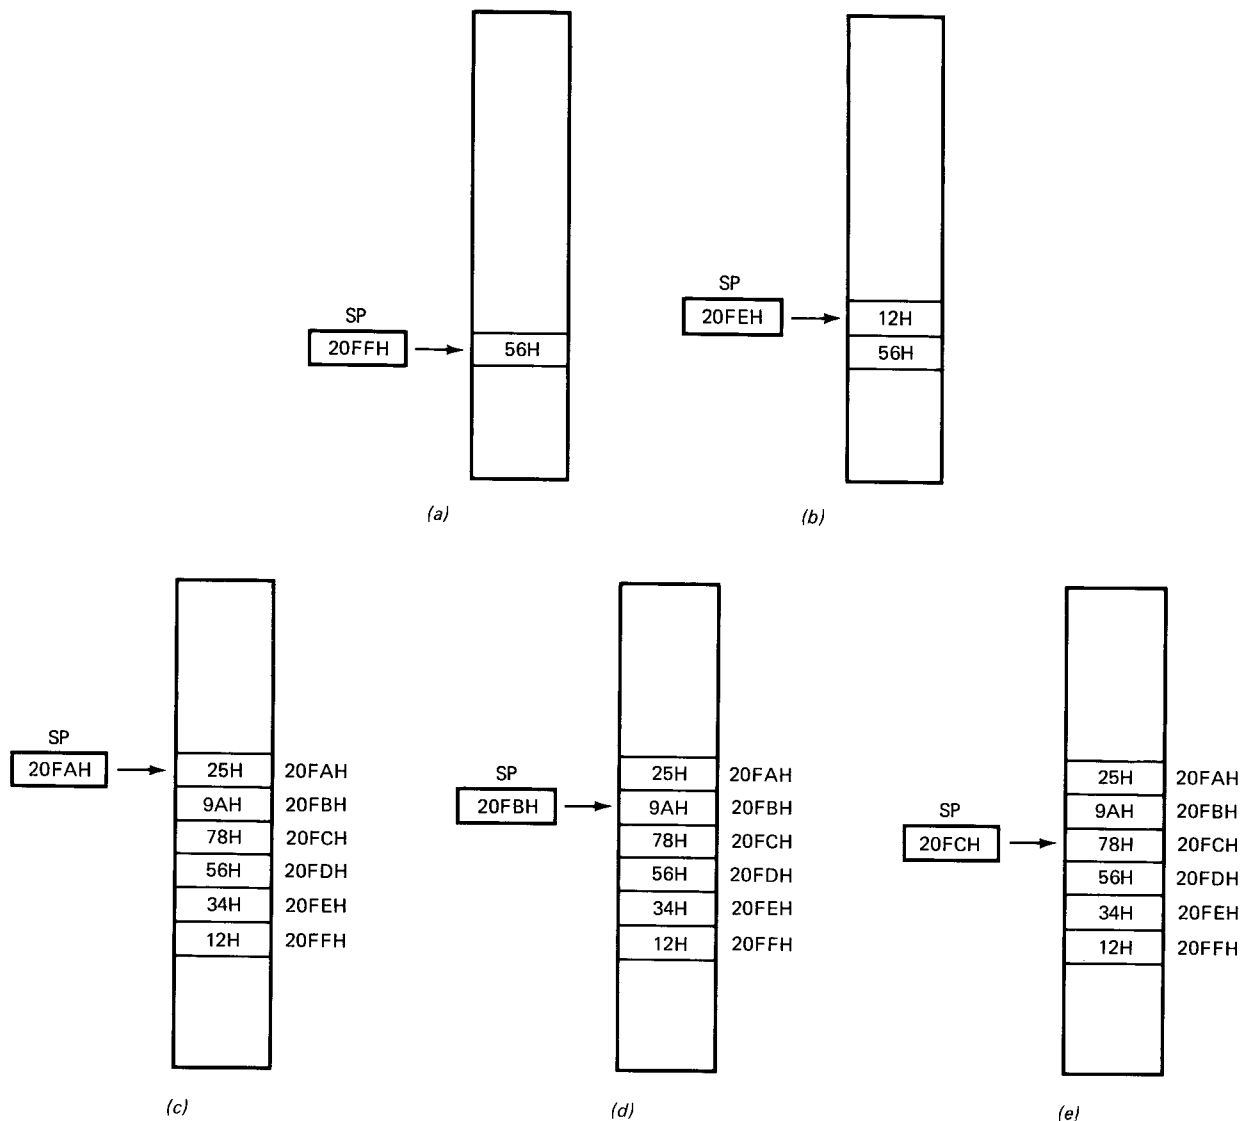 SP
20FFH
56H
(a)
SP
20FEH
12H
56H
(b)
SP
20FAH
25H 20FAH
9AH 20FBH
78H 20FCH
56H 20FDH
34H 20FEH
12H 20FFH
(c)
SP
20FBH
25H 20FAH
9AH 20FBH
78H 20FCH
56H 20FDH
34H 20FEH
12H 20FFH
(d)
SP
20FCH
25H 20FAH
9AH 20FBH
78H 20FCH
56H 20FDH
34H 20FEH
12H 20FFH
(e)